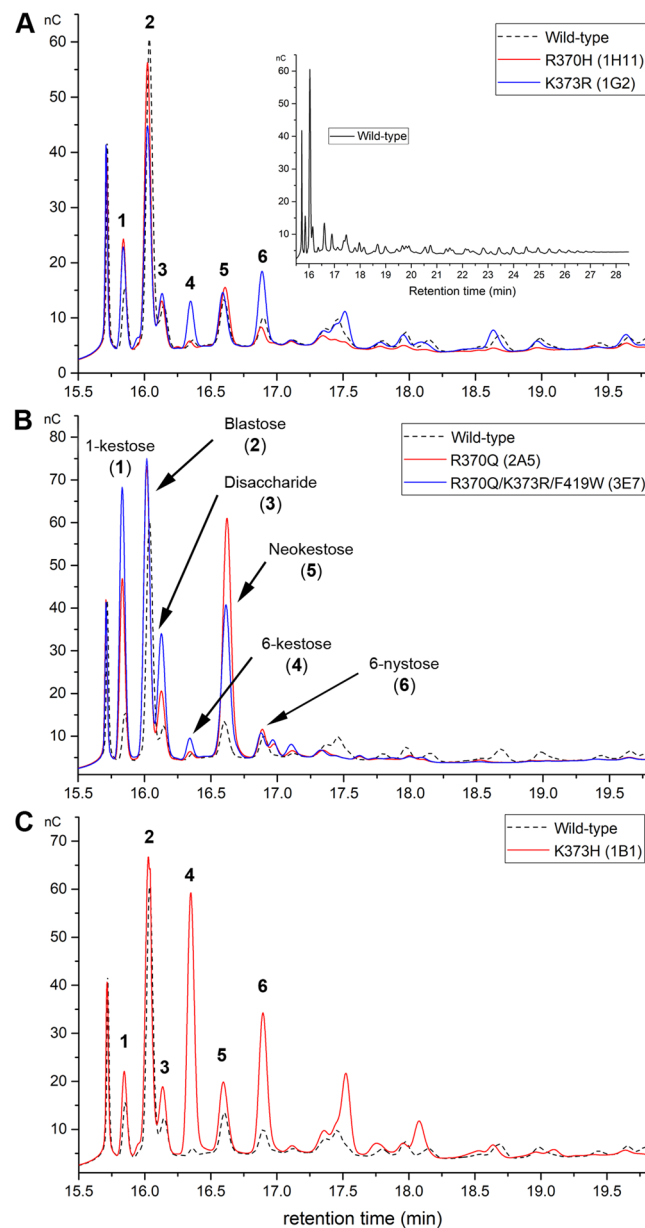 A
nC
60
50
40
30
20
10
0
1
2
3
4
5
6
Wild-type
R370H (1H11)
K373R (1G2)
nC
60
50
40
30
20
10
Wild-type
16 17 18 19 20 21 22 23 24 25 26 27 28
Retention time (min)
15.5 16.0 16.5 17.0 17.5 18.0 18.5 19.0 19.5
B
nC
80
70
60
50
40
30
20
10
Wild-type
R370Q (2A5)
R370Q/K373R/F419W (3E7)
1-kestose
(1)
Blastose
(2)
Disaccharide
(3)
Neokestose
(5)
6-kestose
(4)
6-nystose
(6)
15.5 16.0 16.5 17.0 17.5 18.0 18.5 19.0 19.5
C
nC
70
60
50
40
30
20
10
Wild-type
K373H (1B1)
1
2
3
4
5
6
15.5 16.0 16.5 17.0 17.5 18.0 18.5 19.0 19.5
retention time (min)